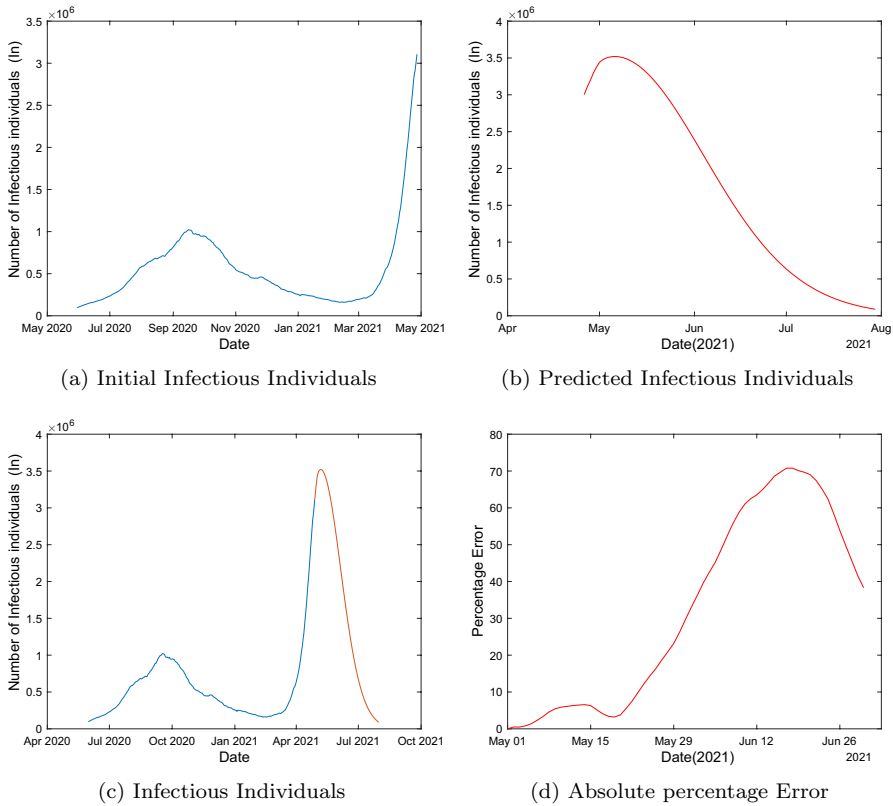 ×10⁶
3.5
3
2.5
2
1.5
1
0.5
0
Number of Infectious individuals (In)
May 2020 Jul 2020 Sep 2020 Nov 2020 Jan 2021 Mar 2021 May 2021
Date
(a) Initial Infectious Individuals
×10⁶
4
3.5
3
2.5
2
1.5
1
0.5
0
Number of Infectious individuals (In)
Apr May Jun Jul Aug
Date(2021)
2021
(b) Predicted Infectious Individuals
×10⁶
4
3.5
3
2.5
2
1.5
1
0.5
0
Number of Infectious individuals (In)
Apr 2020 Jul 2020 Oct 2020 Jan 2021 Apr 2021 Jul 2021 Oct 2021
Date
(c) Infectious Individuals
80
70
60
50
40
30
20
10
0
Percentage Error
May 01 May 15 May 29 Jun 12 Jun 26
Date(2021)
2021
(d) Absolute percentage Error